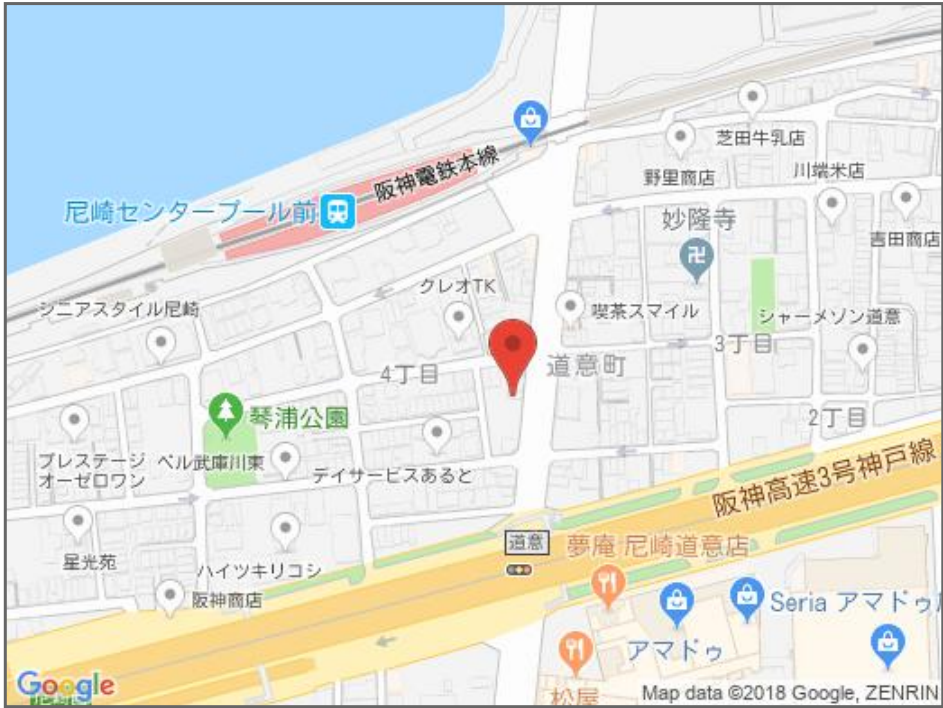 阪神電鉄本線
芝田牛乳店
野里商店
川端米店
尼崎センタープール前
妙隆寺
吉田商店
クレオTK
シニアスタイル尼崎
喫茶スマイル
シャーメゾン道意
3丁目
4丁目
道意町
琴浦公園
2丁目
プレステージ
オーゼロワン
ベル武庫川東
デイサービスあると
阪神高速3号神戸線
星光苑
道意
夢庵 尼崎道意店
ハイツキリコシ
阪神商店
Seria アマドゥ
アマドゥ
Google
松屋
Map data ©2018 Google, ZENRIN